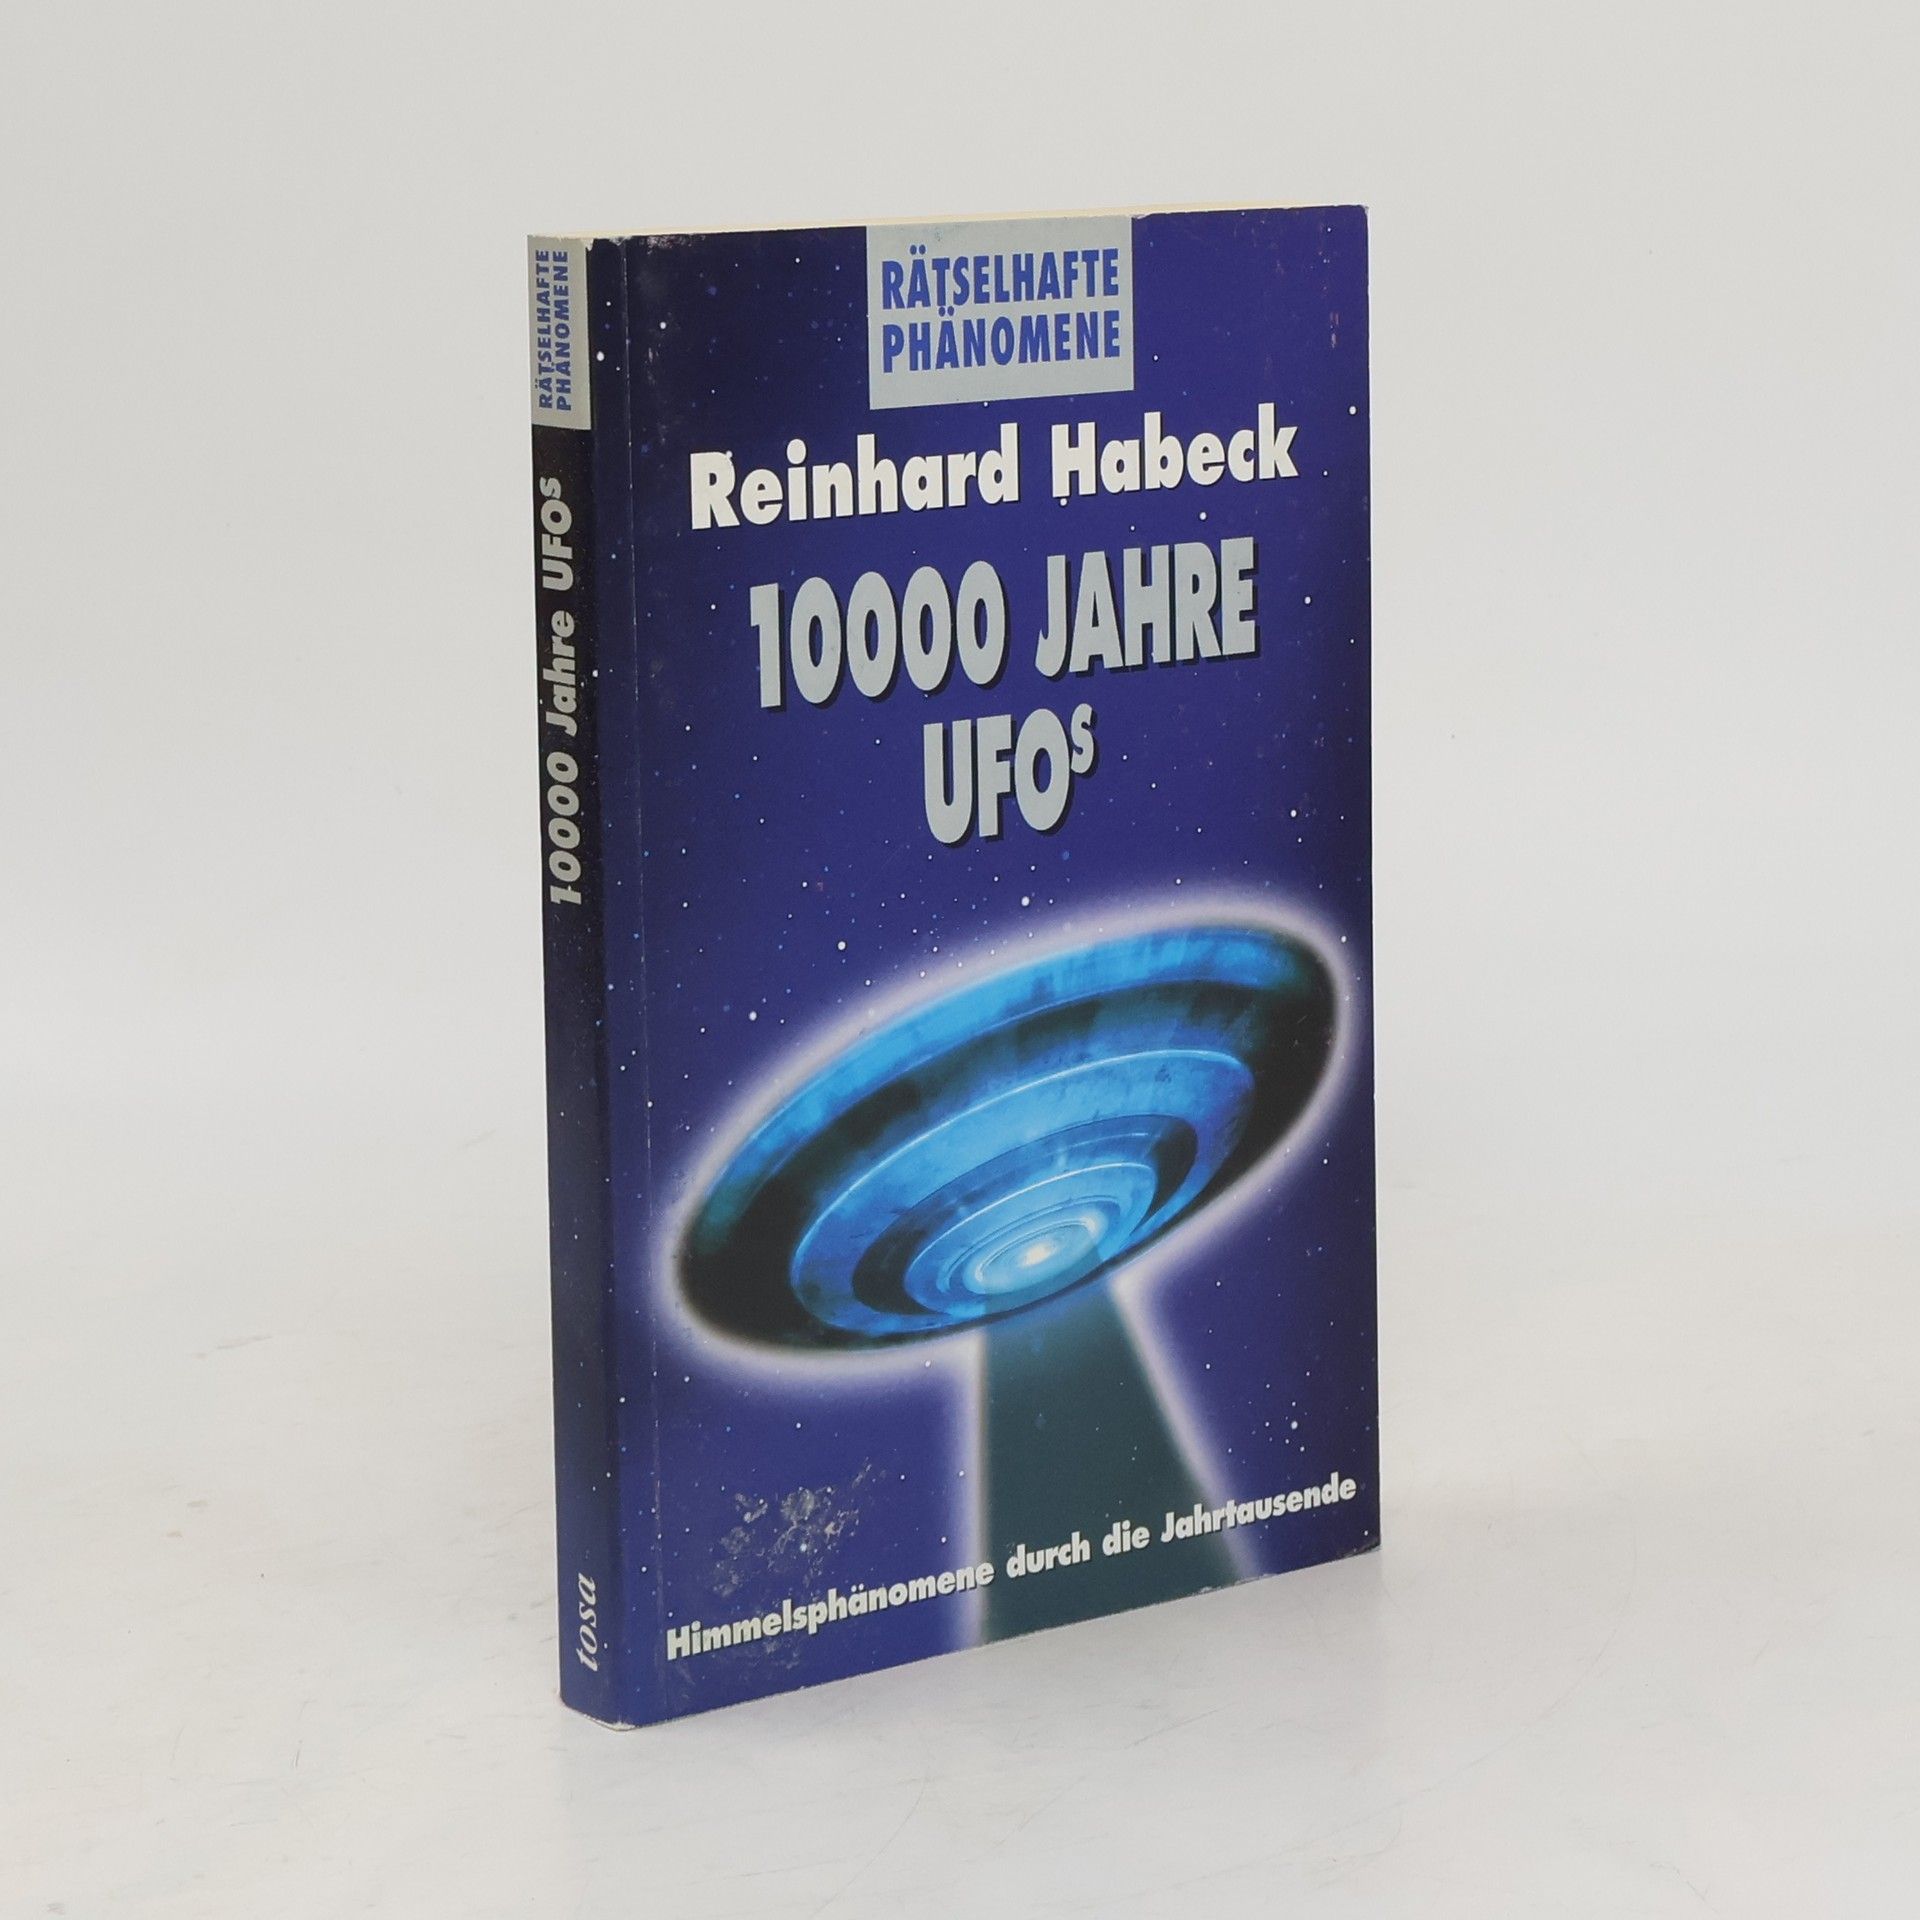 RÄTSELHAFTE
PHÄNOMENE
10000 Jahre UFOs
tosa
RÄTSELHAFTE
PHÄNOMENE
Reinhard Habeck
10000 JAHRE
UFOs
Himmelsphänomene durch die Jahrtausende